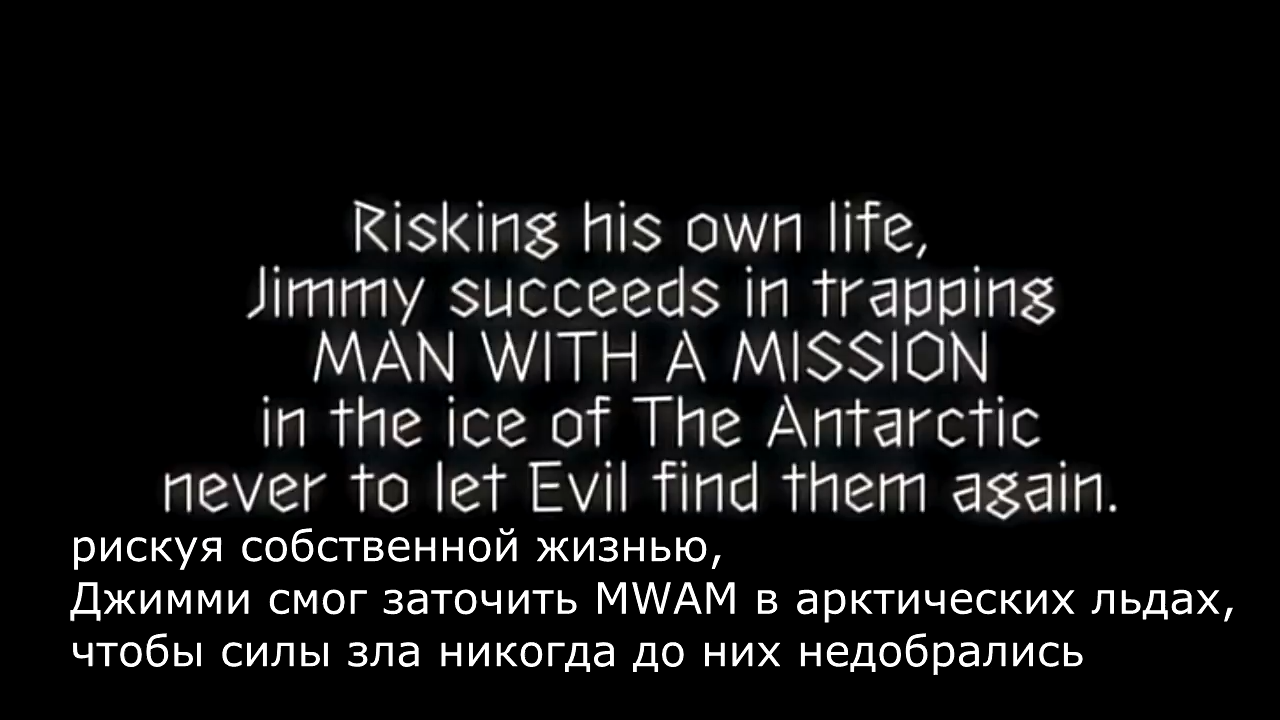 Risking his own life,
Jimmy succeeds in trapping
MAN WITH A MISSION
in the ice of The Antarctic
never to let Evil find them again.
рискуя собственной жизнью,
Джимми смог заточить MWAM в арктических льдах,
чтобы силы зла никогда до них недобрались